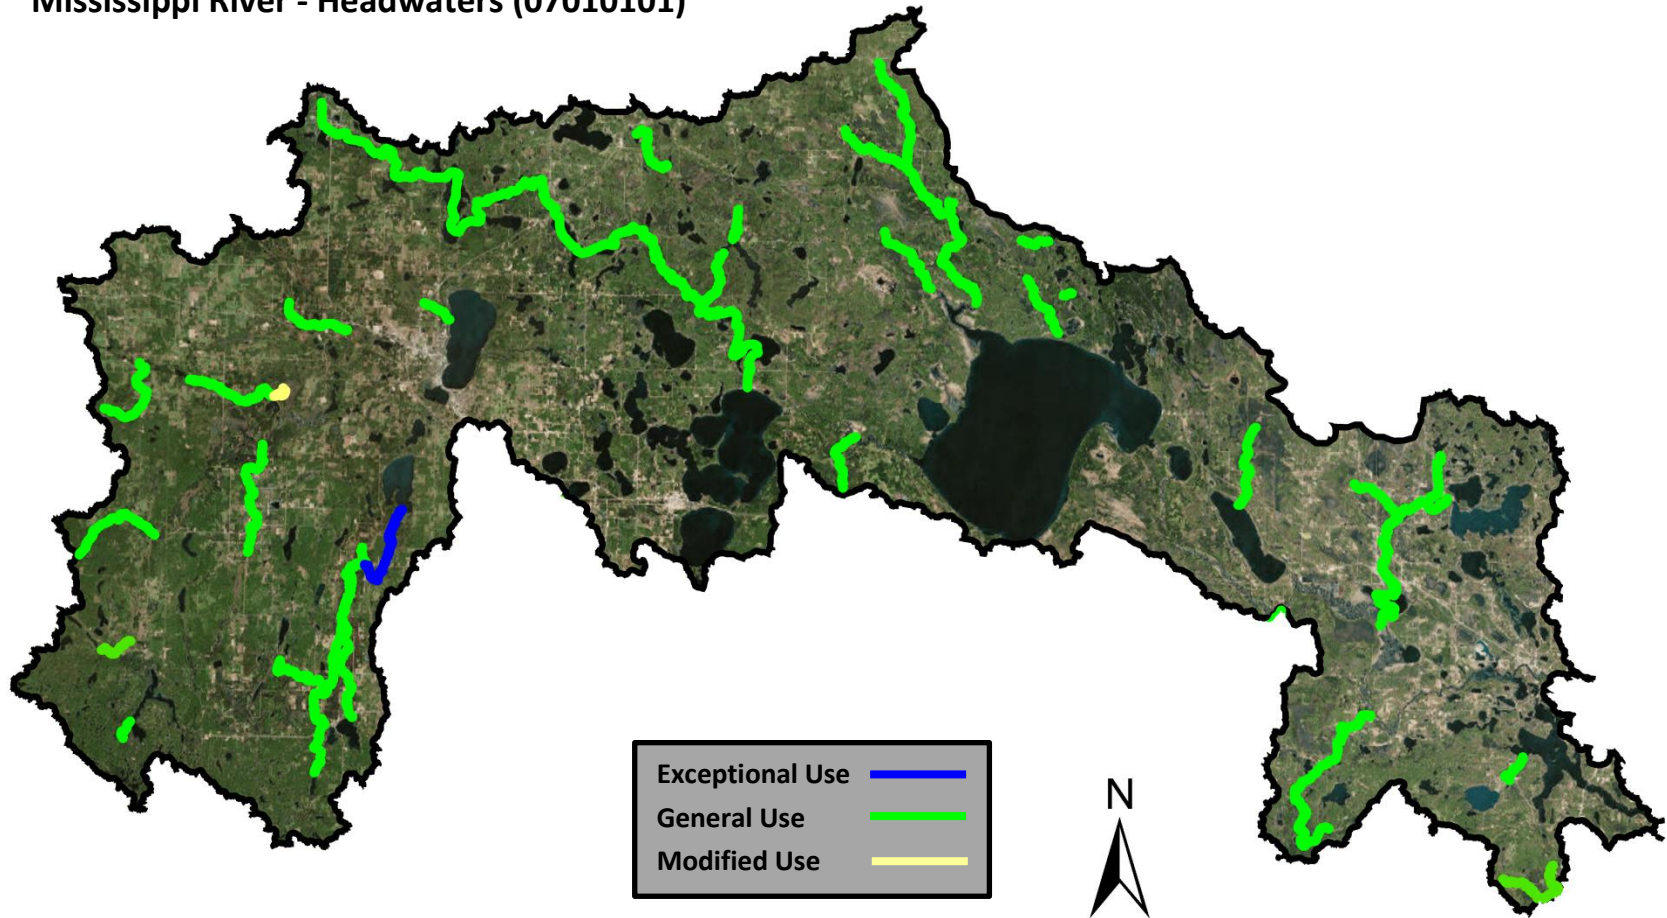 Mississippi River - Headwaters (07010101)
Exceptional Use
General Use
Modified Use
N